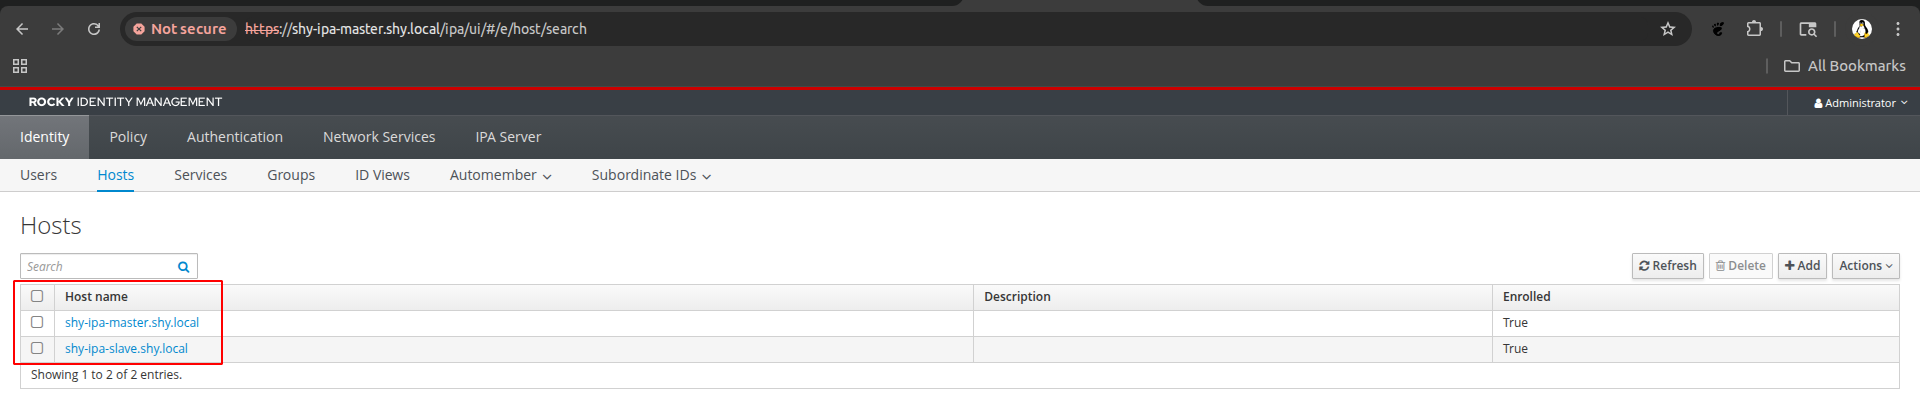 Not secure https://shy-ipa-master.shy.local/ipa/ui/#/e/host/search
All Bookmarks
ROCKY IDENTITY MANAGEMENT Administrator
Identity Policy Authentication Network Services IPA Server
Users Hosts Services Groups ID Views Automember Subordinate IDs
Hosts
Search Refresh Delete +Add Actions
Host name Description Enrolled
shy-ipa-master.shy.local True
shy-ipa-slave.shy.local True
Showing 1 to 2 of 2 entries.